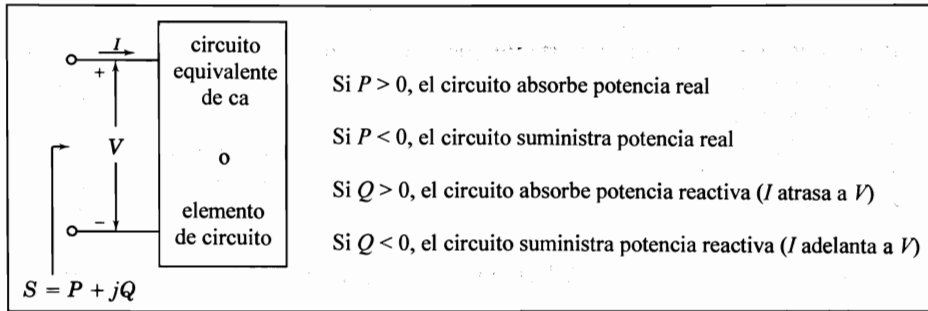 I
+
V
−
S = P + jQ
circuito
equivalente
de ca
o
elemento
de circuito
Si P > 0, el circuito absorbe potencia real
Si P < 0, el circuito suministra potencia real
Si Q > 0, el circuito absorbe potencia reactiva (I atrasa a V)
Si Q < 0, el circuito suministra potencia reactiva (I adelanta a V)